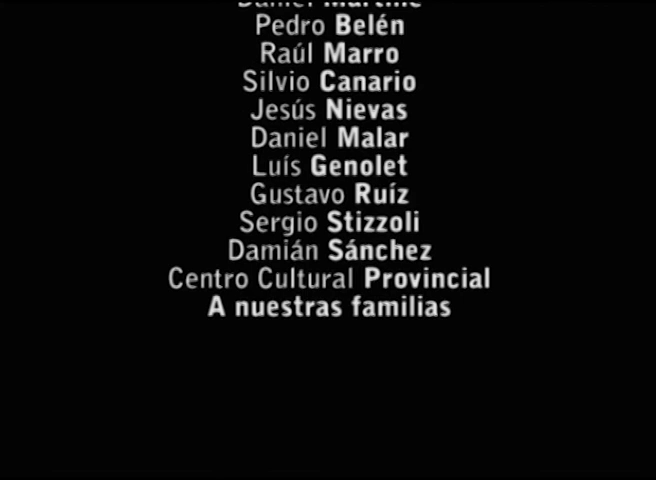 Daniel
Pedro Belén
Raúl Marro
Silvio Canario
Jesús Nievas
Daniel Malar
Luís Genolet
Gustavo Ruíz
Sergio Stizzoli
Damián Sánchez
Centro Cultural Provincial
A nuestras familias